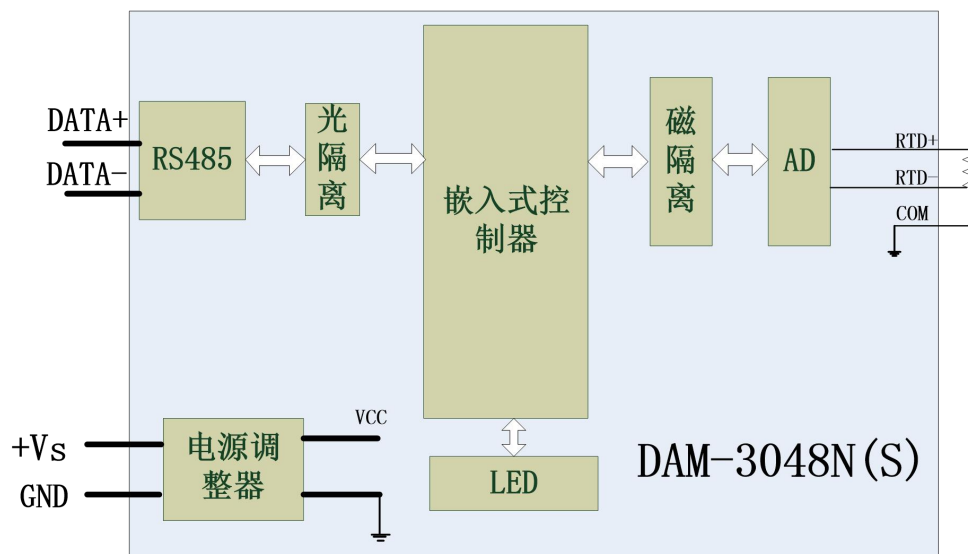 DATA+
DATA-
RS485
光
隔
离
嵌入式控
制器
磁
隔
离
AD
RTD+
RTD-
COM
+Vs
GND
电源调
整器
VCC
LED
DAM-3048N(S)